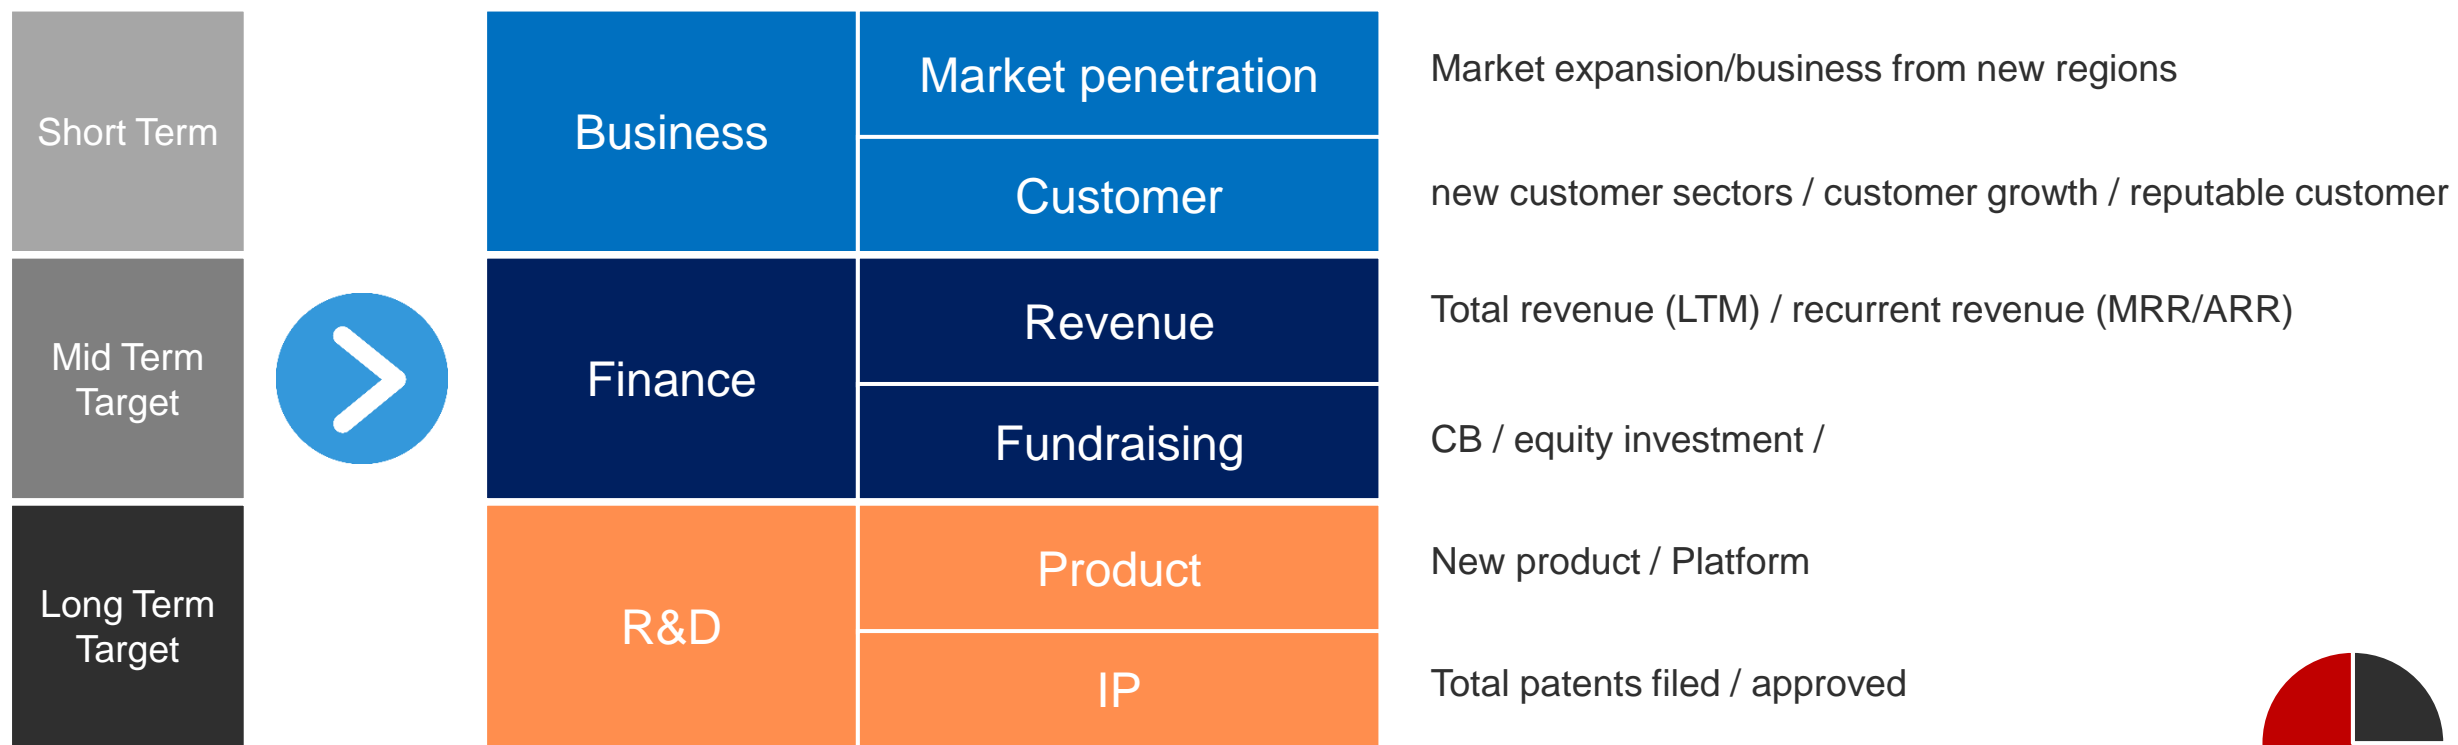 Short Term
Business
Market penetration
Market expansion/business from new regions
Customer
new customer sectors / customer growth / reputable customer
Mid Term
Target
Finance
Revenue
Total revenue (LTM) / recurrent revenue (MRR/ARR)
Fundraising
CB / equity investment /
Long Term
Target
R&D
Product
New product / Platform
IP
Total patents filed / approved